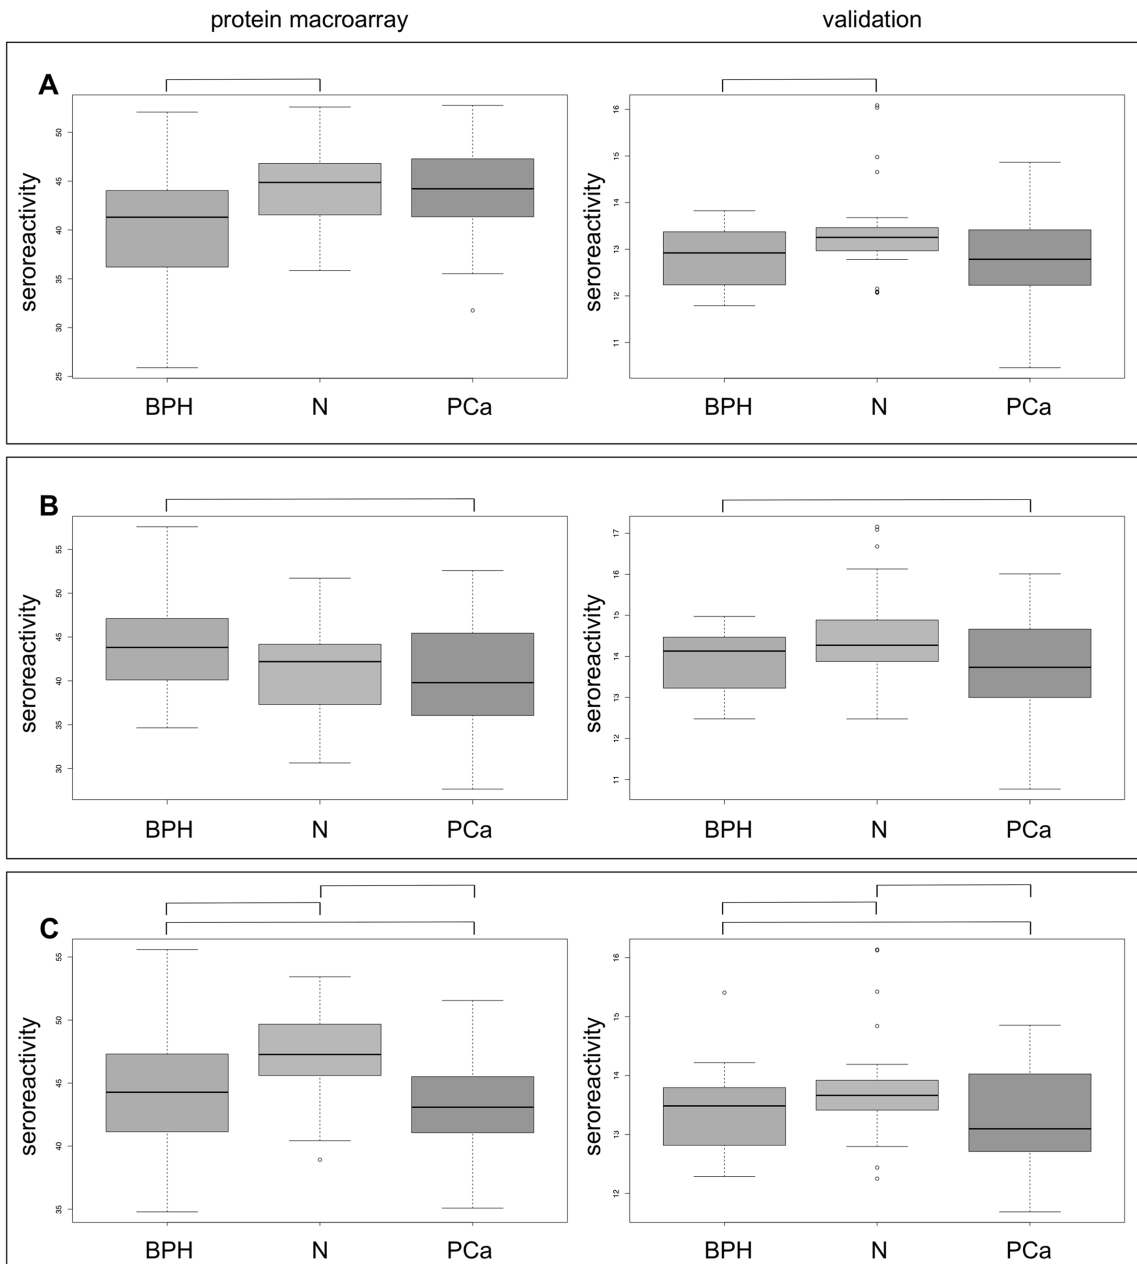 protein macroarray validation
A
seroreactivity
25 30 35 40 45 50
BPH N PCa
seroreactivity
11 12 13 14 15 16
BPH N PCa
B
seroreactivity
30 35 40 45 50 55
BPH N PCa
seroreactivity
11 12 13 14 15 16 17
BPH N PCa
C
seroreactivity
35 40 45 50 55
BPH N PCa
seroreactivity
12 13 14 15 16
BPH N PCa